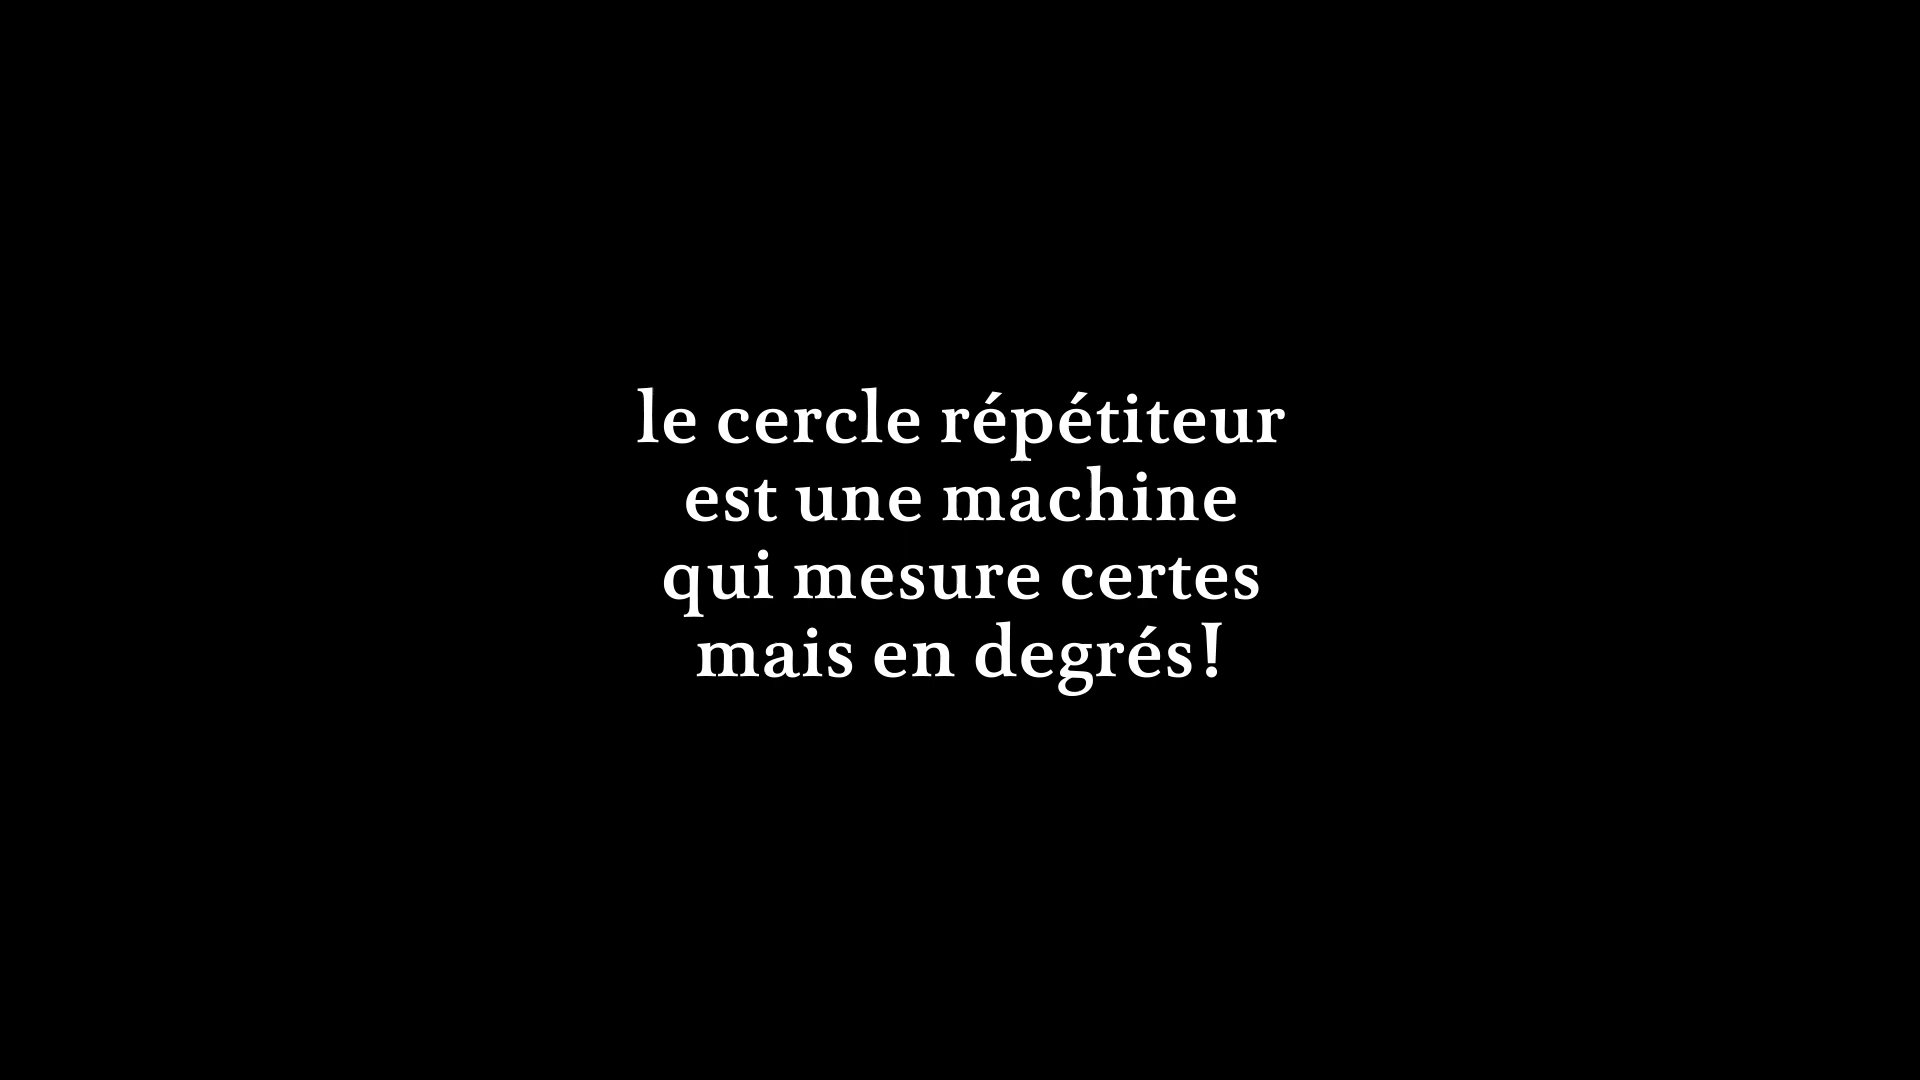 le cercle répétiteur
est une machine
qui mesure certes
mais en degrés!